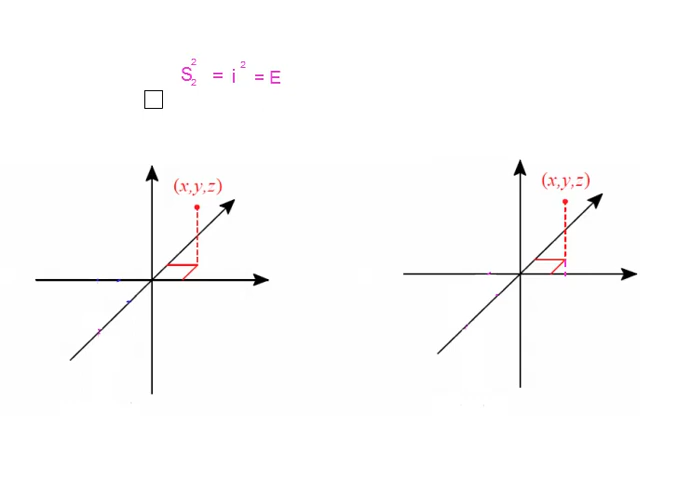 S₂² = i² = E
(x,y,z)
(x,y,z)